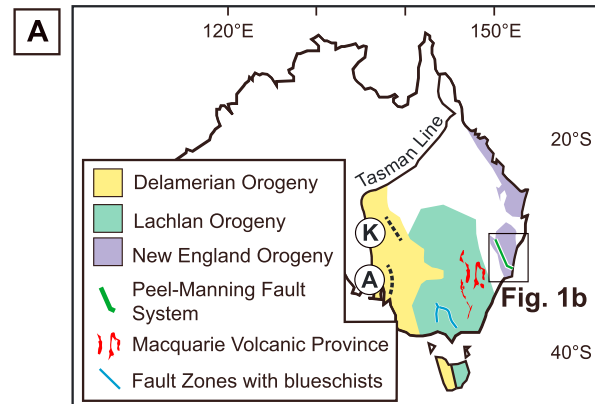 A
120°E
150°E
Tasman Line
20°S
Delamerian Orogeny
Lachlan Orogeny
New England Orogeny
Peel-Manning Fault
System
Macquarie Volcanic Province
Fault Zones with blueschists
K
A
Fig. 1b
40°S